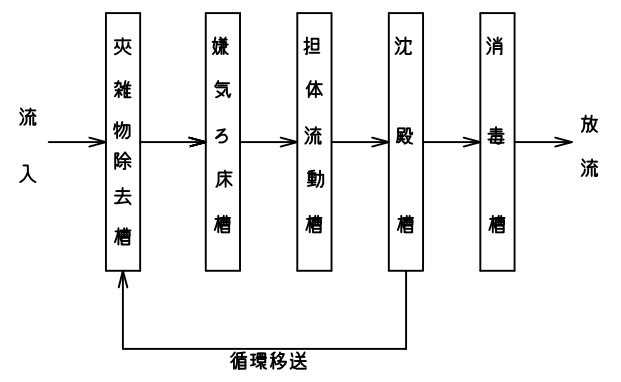 流入
夾雑物除去槽
嫌気ろ床槽
担体流動槽
沈殿槽
消毒槽
放流
循環移送